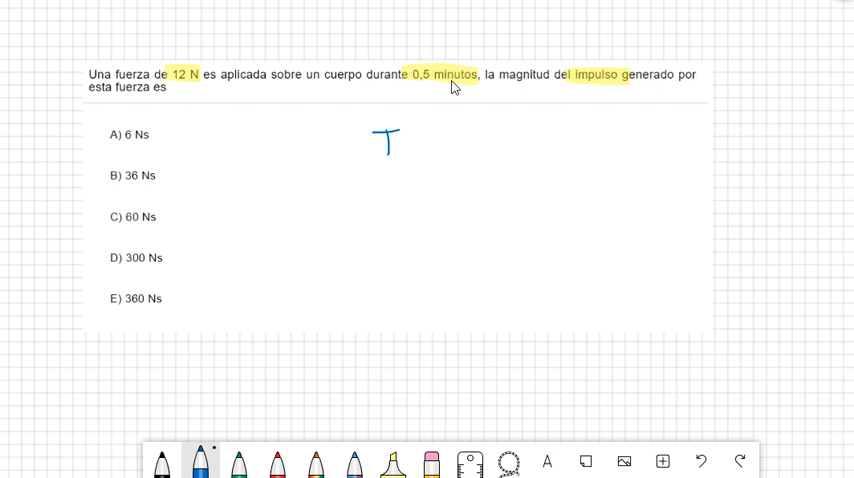 Una fuerza de 12 N es aplicada sobre un cuerpo durante 0,5 minutos, la magnitud del impulso generado por
esta fuerza es
A) 6 Ns
T
B) 36 Ns
C) 60 Ns
D) 300 Ns
E) 360 Ns
A